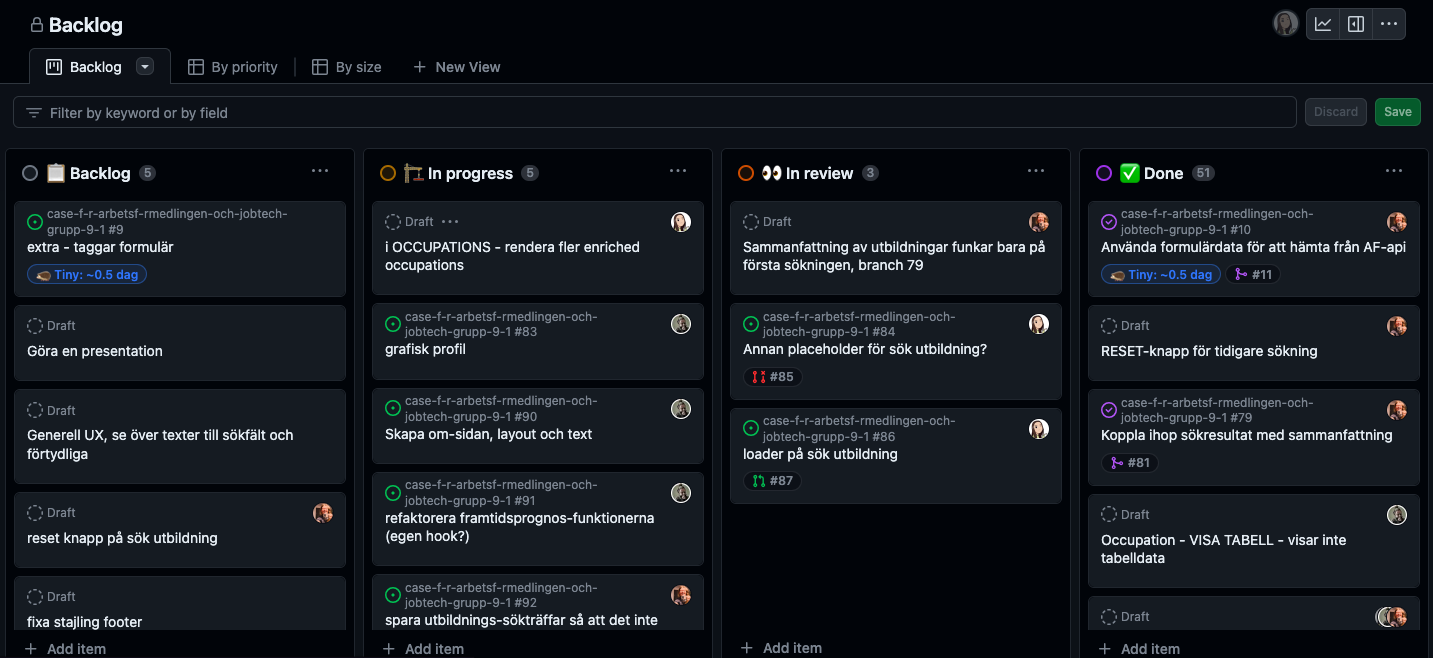 Backlog
Backlog
By priority
By size
New View
Filter by keyword or by field
Discard
Save
Backlog 5
case-f-r-arbetsf-rmedlingen-och-jobtech-
grupp-9-1 #9
extra - taggar formulär
Tiny: ~0.5 dag
Draft
Göra en presentation
Draft
Generell UX, se över texter till sökfält och
förtydliga
Draft
reset knapp på sök utbildning
Draft
fixa stajling footer
Add item
In progress 5
Draft
i OCCUPATIONS - rendera fler enriched
occupations
case-f-r-arbetsf-rmedlingen-och-
jobtech-grupp-9-1 #83
grafisk profil
case-f-r-arbetsf-rmedlingen-och-
jobtech-grupp-9-1 #90
Skapa om-sidan, layout och text
case-f-r-arbetsf-rmedlingen-och-
jobtech-grupp-9-1 #91
refaktorera framtidsprognos-funktionerna
(egen hook?)
case-f-r-arbetsf-rmedlingen-och-
jobtech-grupp-9-1 #92
spara utbildnings-sökträffar så att det inte
Add item
In review 3
Draft
Sammanfattning av utbildningar funkar bara på
första sökningen, branch 79
case-f-r-arbetsf-rmedlingen-och-
jobtech-grupp-9-1 #84
Annan placeholder för sök utbildning?
#85
case-f-r-arbetsf-rmedlingen-och-
jobtech-grupp-9-1 #86
loader på sök utbildning
#87
Add item
Done 51
case-f-r-arbetsf-rmedlingen-och-
jobtech-grupp-9-1 #10
Använda formulärdata för att hämta från AF-api
Tiny: ~0.5 dag #11
Draft
RESET-knapp för tidigare sökning
case-f-r-arbetsf-rmedlingen-och-
jobtech-grupp-9-1 #79
Koppla ihop sökresultat med sammanfattning
#81
Draft
Occupation - VISA TABELL - visar inte
tabelldata
Draft
Add item